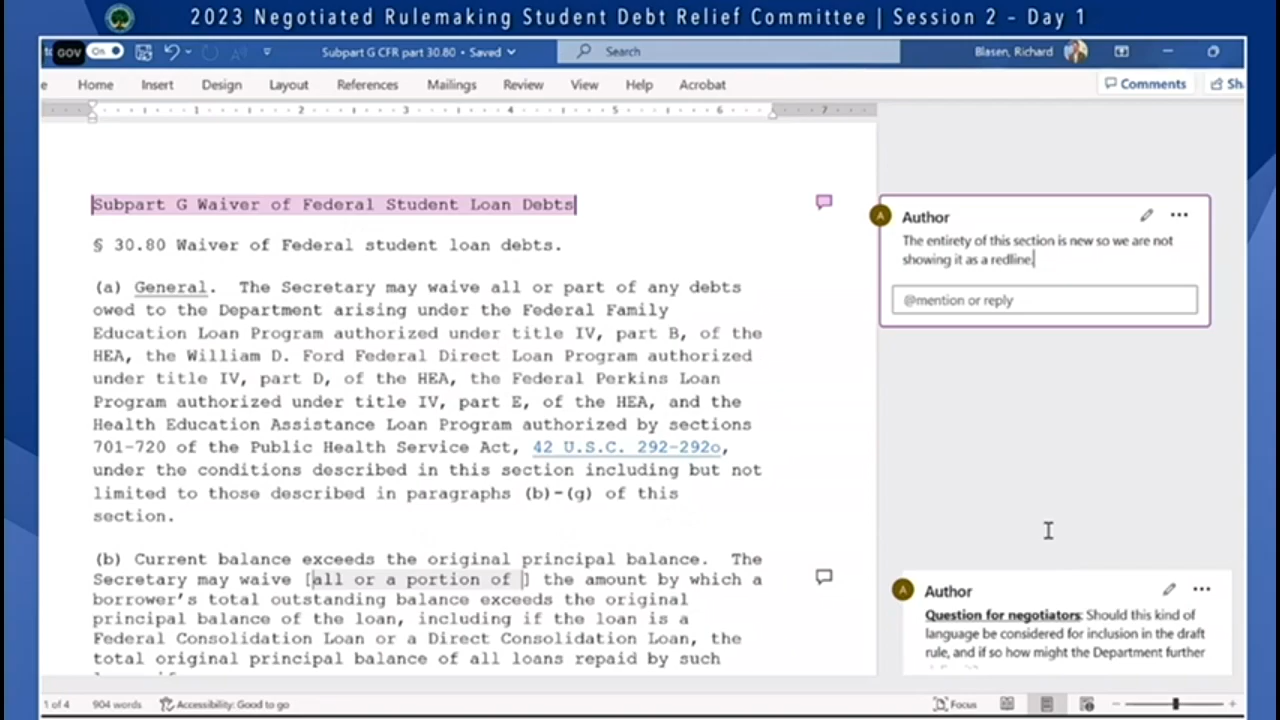 2023 Negotiated Rulemaking Student Debt Relief Committee | Session 2 – Day 1
GOV On Subpart G CFR part 30.80 • Saved Search Blasen, Richard
Home Insert Design Layout References Mailings Review View Help Acrobat Comments Sh
1 2 3 4 5 6 7
Subpart G Waiver of Federal Student Loan Debts
§ 30.80 Waiver of Federal student loan debts.
(a) General. The Secretary may waive all or part of any debts
owed to the Department arising under the Federal Family
Education Loan Program authorized under title IV, part B, of the
HEA, the William D. Ford Federal Direct Loan Program authorized
under title IV, part D, of the HEA, the Federal Perkins Loan
Program authorized under title IV, part E, of the HEA, and the
Health Education Assistance Loan Program authorized by sections
701-720 of the Public Health Service Act, 42 U.S.C. 292-292o,
under the conditions described in this section including but not
limited to those described in paragraphs (b)-(g) of this
section.
(b) Current balance exceeds the original principal balance. The
Secretary may waive [all or a portion of ] the amount by which a
borrower's total outstanding balance exceeds the original
principal balance of the loan, including if the loan is a
Federal Consolidation Loan or a Direct Consolidation Loan, the
total original principal balance of all loans repaid by such
A Author
The entirety of this section is new so we are not
showing it as a redline.
@mention or reply
A Author
Question for negotiators: Should this kind of
language be considered for inclusion in the draft
rule, and if so how might the Department further
1 of 4 904 words Accessibility: Good to go Focus